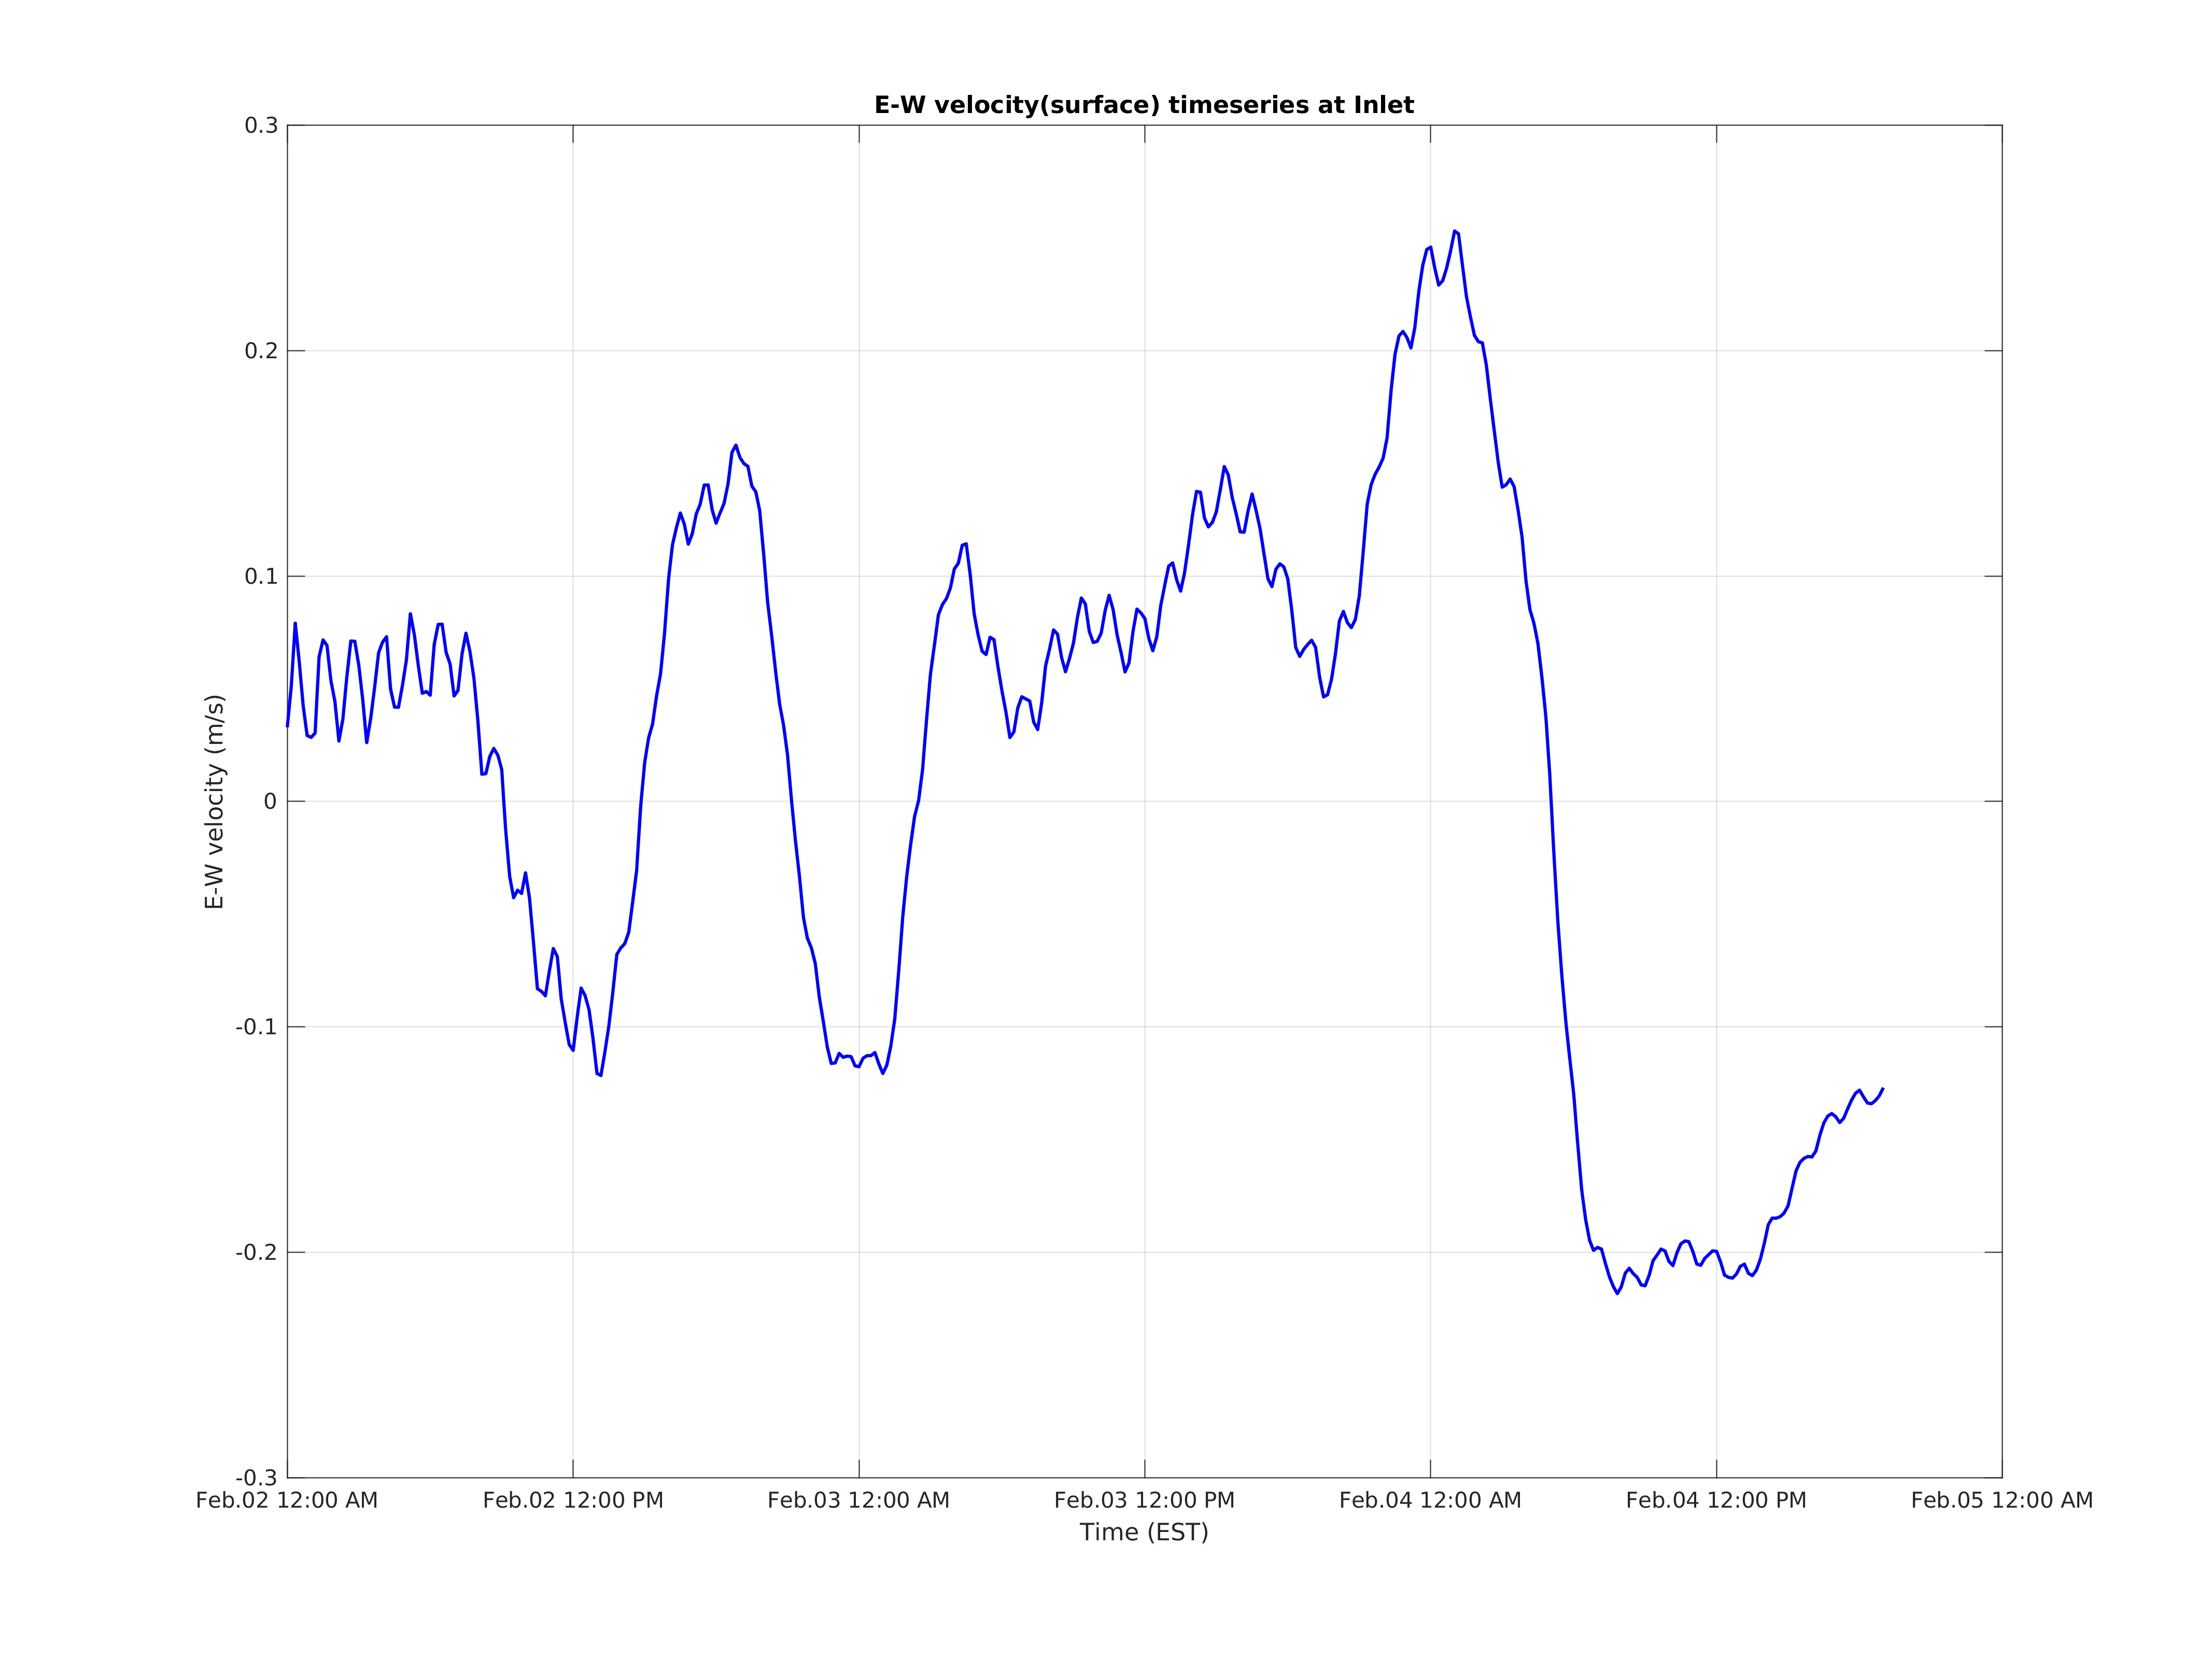 E-W velocity(surface) timeseries at Inlet
0.3
0.2
0.1
0
-0.1
-0.2
-0.3
E-W velocity (m/s)
Feb.02 12:00 AM Feb.02 12:00 PM Feb.03 12:00 AM Feb.03 12:00 PM Feb.04 12:00 AM Feb.04 12:00 PM Feb.05 12:00 AM
Time (EST)